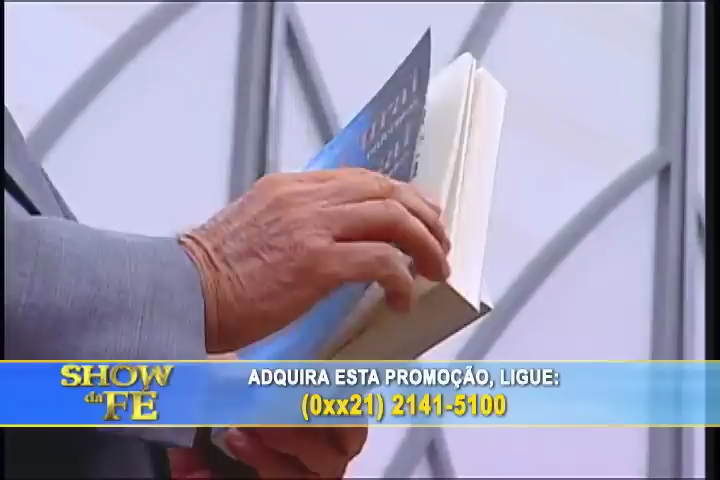 SHOW
da
FÉ
ADQUIRA ESTA PROMOÇÃO, LIGUE:
(0xx21) 2141-5100